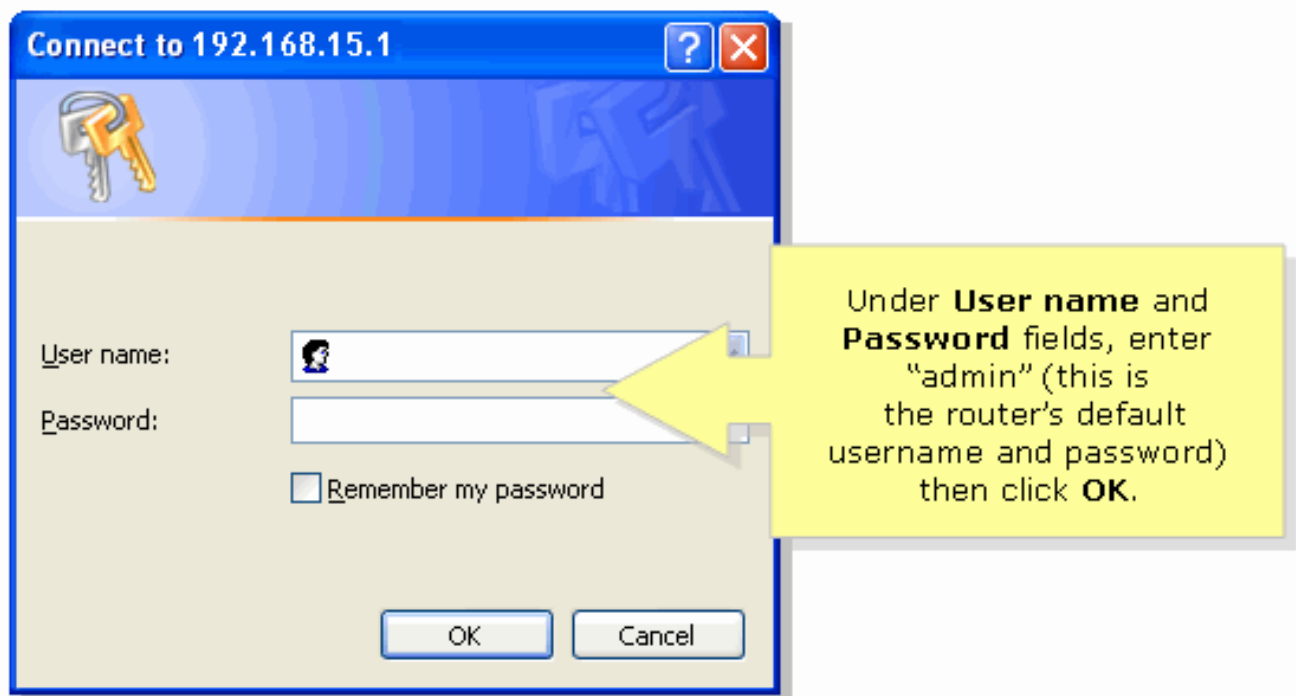 Connect to 192.168.15.1
User name:
Password:
Remember my password
OK
Cancel
Under User name and
Password fields, enter
“admin” (this is
the router’s default
username and password)
then click OK.